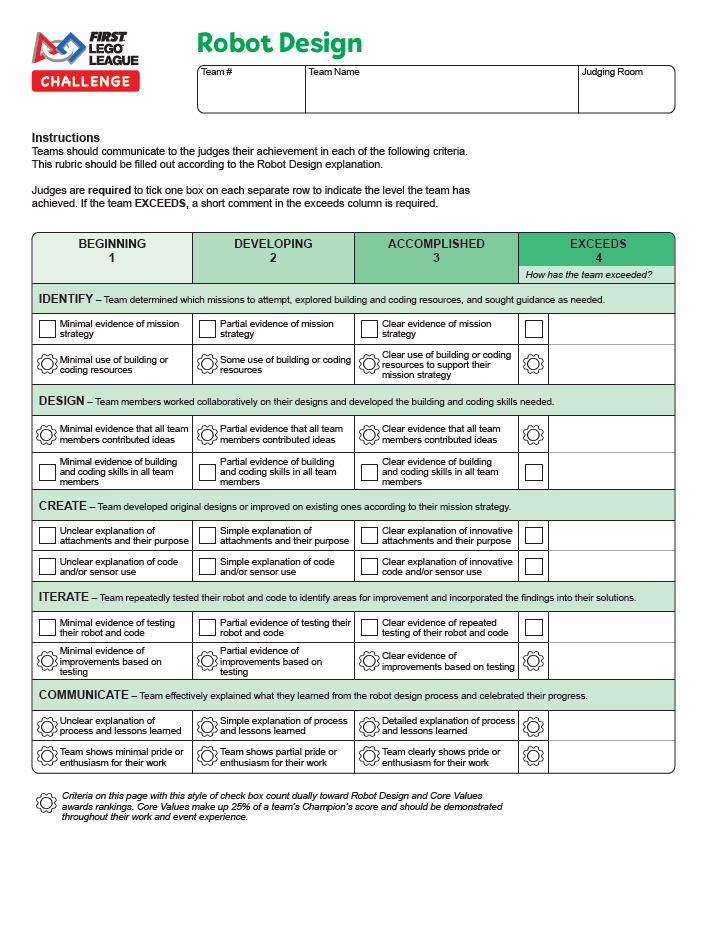 FIRST
LEGO
LEAGUE
CHALLENGE
Robot Design
Team #
Team Name
Judging Room
Instructions
Teams should communicate to the judges their achievement in each of the following criteria.
This rubric should be filled out according to the Robot Design explanation.
Judges are required to tick one box on each separate row to indicate the level the team has
achieved. If the team EXCEEDS, a short comment in the exceeds column is required.
BEGINNING
1
DEVELOPING
2
ACCOMPLISHED
3
EXCEEDS
4
How has the team exceeded?
IDENTIFY – Team determined which missions to attempt, explored building and coding resources, and sought guidance as needed.
Minimal evidence of mission
strategy
Partial evidence of mission
strategy
Clear evidence of mission
strategy
Minimal use of building or
coding resources
Some use of building or coding
resources
Clear use of building or coding
resources to support their
mission strategy
DESIGN – Team members worked collaboratively on their designs and developed the building and coding skills needed.
Minimal evidence that all team
members contributed ideas
Partial evidence that all team
members contributed ideas
Clear evidence that all team
members contributed ideas
Minimal evidence of building
and coding skills in all team
members
Partial evidence of building
and coding skills in all team
members
Clear evidence of building
and coding skills in all team
members
CREATE – Team developed original designs or improved on existing ones according to their mission strategy.
Unclear explanation of
attachments and their purpose
Simple explanation of
attachments and their purpose
Clear explanation of innovative
attachments and their purpose
Unclear explanation of code
and/or sensor use
Simple explanation of code
and/or sensor use
Clear explanation of innovative
code and/or sensor use
ITERATE – Team repeatedly tested their robot and code to identify areas for improvement and incorporated the findings into their solutions.
Minimal evidence of testing
their robot and code
Partial evidence of testing their
robot and code
Clear evidence of repeated
testing of their robot and code
Minimal evidence of
improvements based on
testing
Partial evidence of
improvements based on
testing
Clear evidence of
improvements based on testing
COMMUNICATE – Team effectively explained what they learned from the robot design process and celebrated their progress.
Unclear explanation of
process and lessons learned
Simple explanation of process
and lessons learned
Detailed explanation of process
and lessons learned
Team shows minimal pride or
enthusiasm for their work
Team shows partial pride or
enthusiasm for their work
Team clearly shows pride or
enthusiasm for their work
Criteria on this page with this style of check box count dually toward Robot Design and Core Values
awards rankings. Core Values make up 25% of a team's Champion's score and should be demonstrated
throughout their work and event experience.